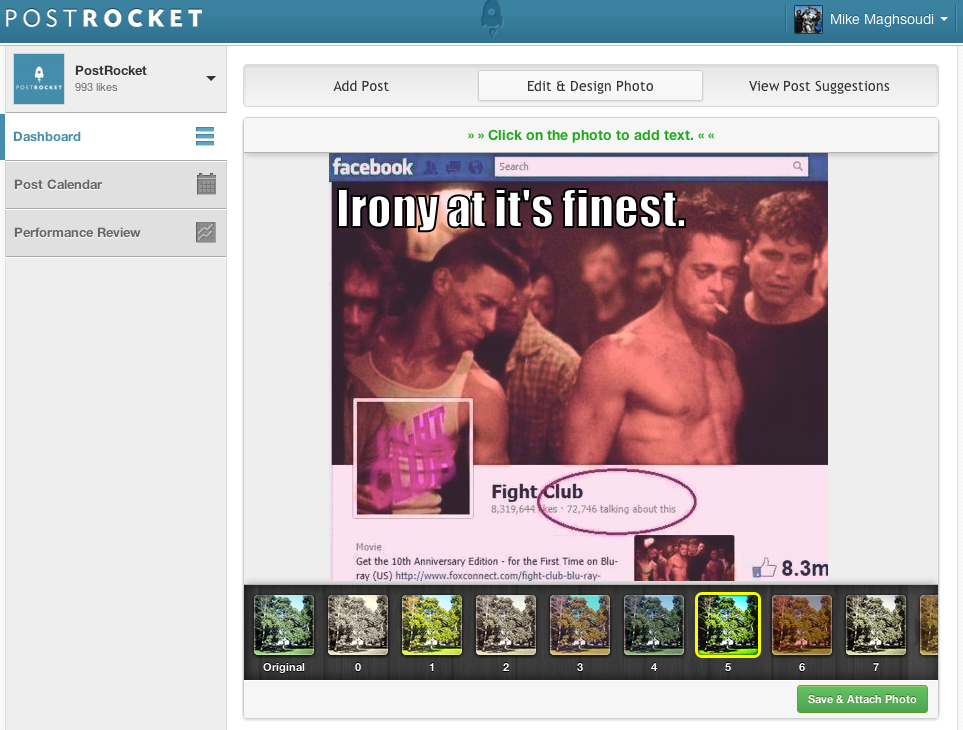 POSTROCKET
Mike Maghsoudi
POSTROCKET
PostRocket
993 likes
Dashboard
Post Calendar
Performance Review
Add Post
Edit & Design Photo
View Post Suggestions
» » Click on the photo to add text. « «
facebook
Search
Irony at it's finest.
FIGHT
CLUB
Fight Club
8,319,644 likes · 72,746 talking about this
Movie
Get the 10th Anniversary Edition - for the First Time on Blu-
ray (US) http://www.foxconnect.com/fight-club-blu-ray-
8.3m
Original
0
1
2
3
4
5
6
7
Save & Attach Photo